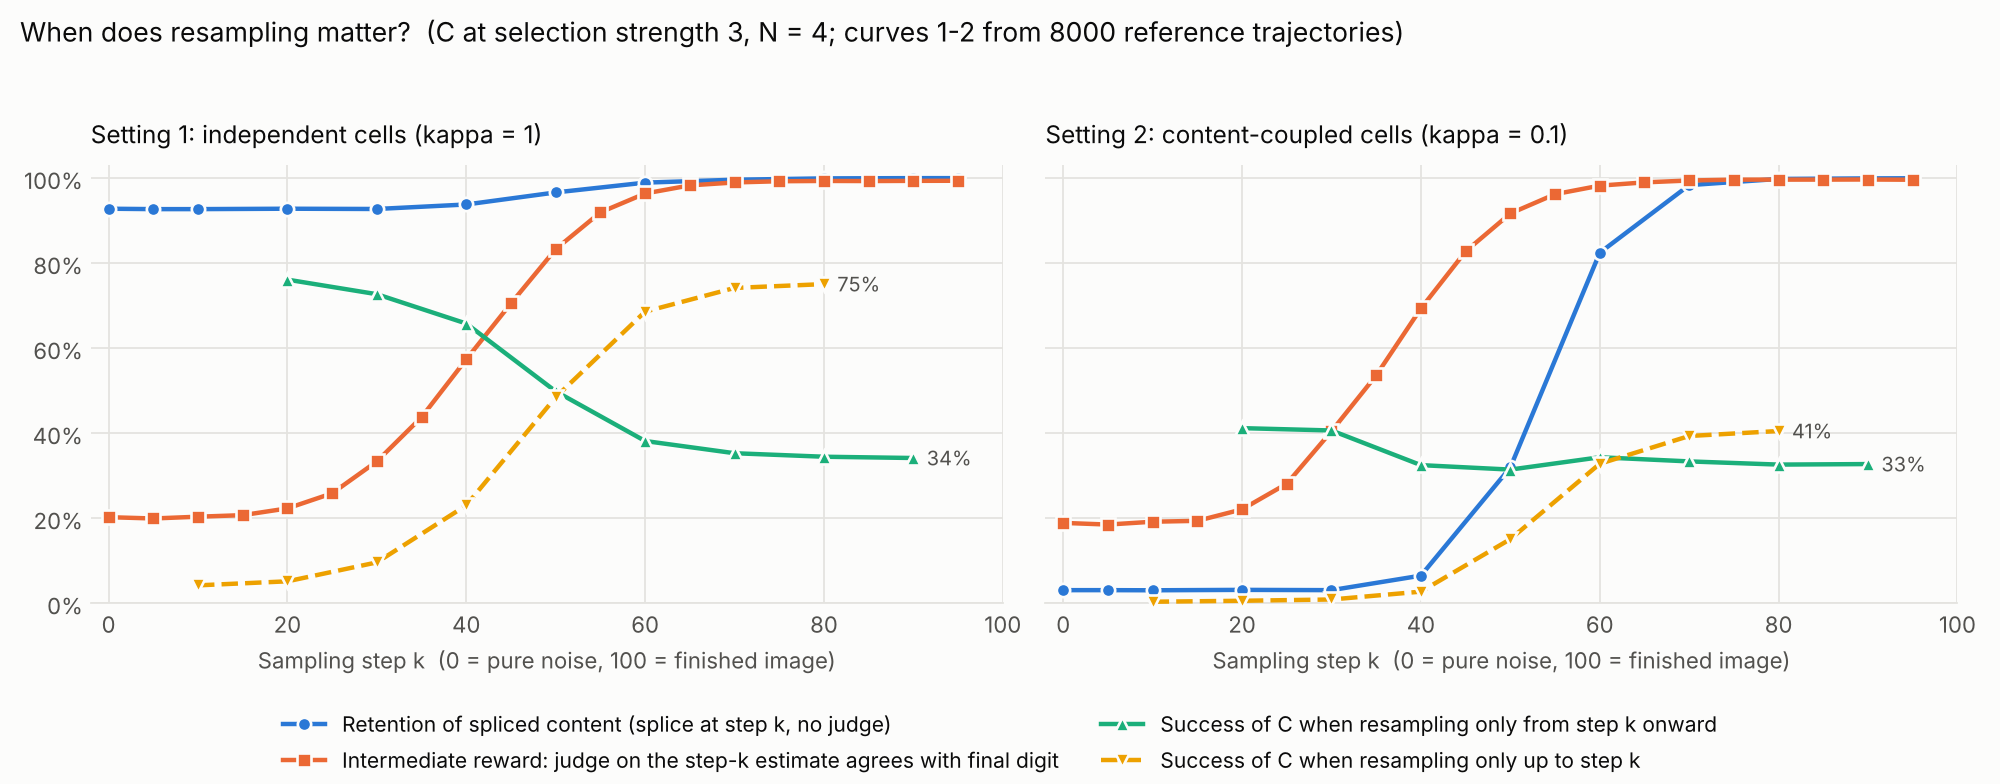 When does resampling matter? (C at selection strength 3, N = 4; curves 1-2 from 8000 reference trajectories)
Setting 1: independent cells (kappa = 1)
100%
80%
60%
40%
20%
0%
75%
34%
0 20 40 60 80 100
Sampling step k (0 = pure noise, 100 = finished image)
Setting 2: content-coupled cells (kappa = 0.1)
41%
33%
0 20 40 60 80 100
Sampling step k (0 = pure noise, 100 = finished image)
Retention of spliced content (splice at step k, no judge)
Intermediate reward: judge on the step-k estimate agrees with final digit
Success of C when resampling only from step k onward
Success of C when resampling only up to step k